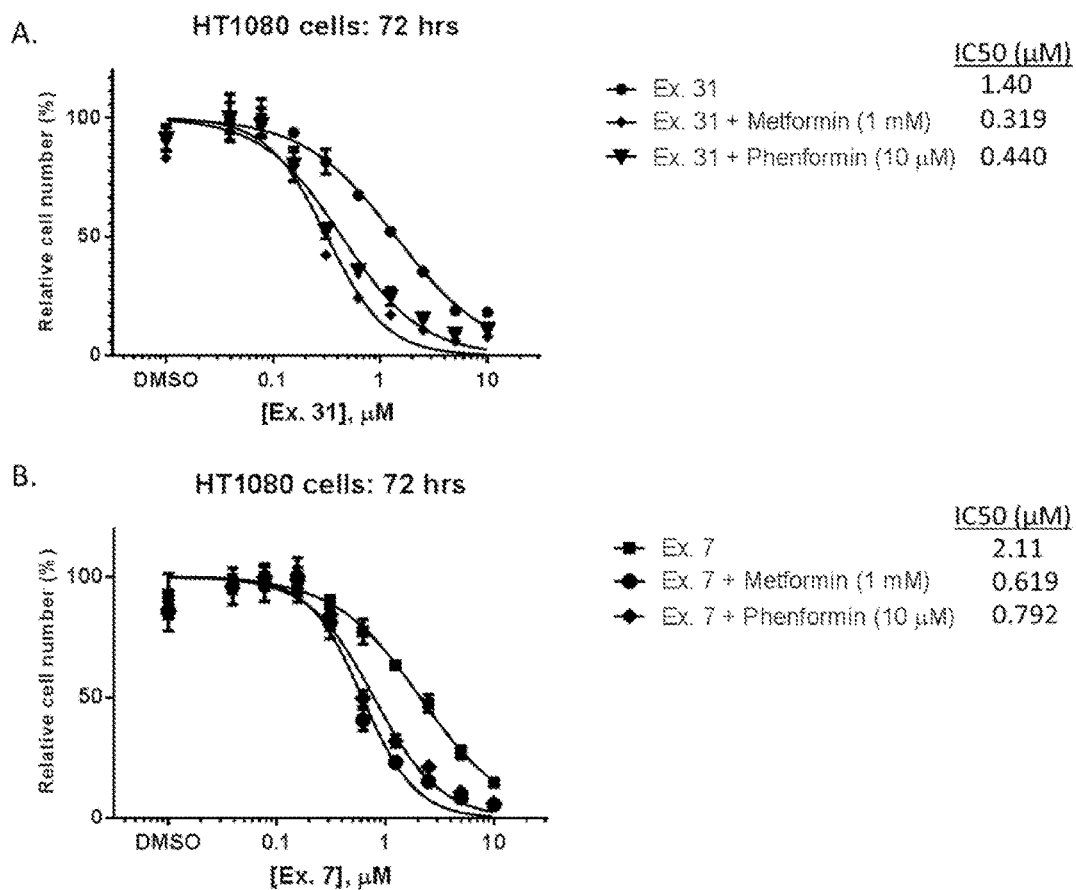 A.
HT1080 cells: 72 hrs
Relative cell number (%)
100
50
0
DMSO 0.1 1 10
[Ex. 31], μM
IC50 (μM)
Ex. 31 1.40
Ex. 31 + Metformin (1 mM) 0.319
Ex. 31 + Phenformin (10 μM) 0.440
B.
HT1080 cells: 72 hrs
Relative cell number (%)
100
50
0
DMSO 0.1 1 10
[Ex. 7], μM
IC50 (μM)
Ex. 7 2.11
Ex. 7 + Metformin (1 mM) 0.619
Ex. 7 + Phenformin (10 μM) 0.792